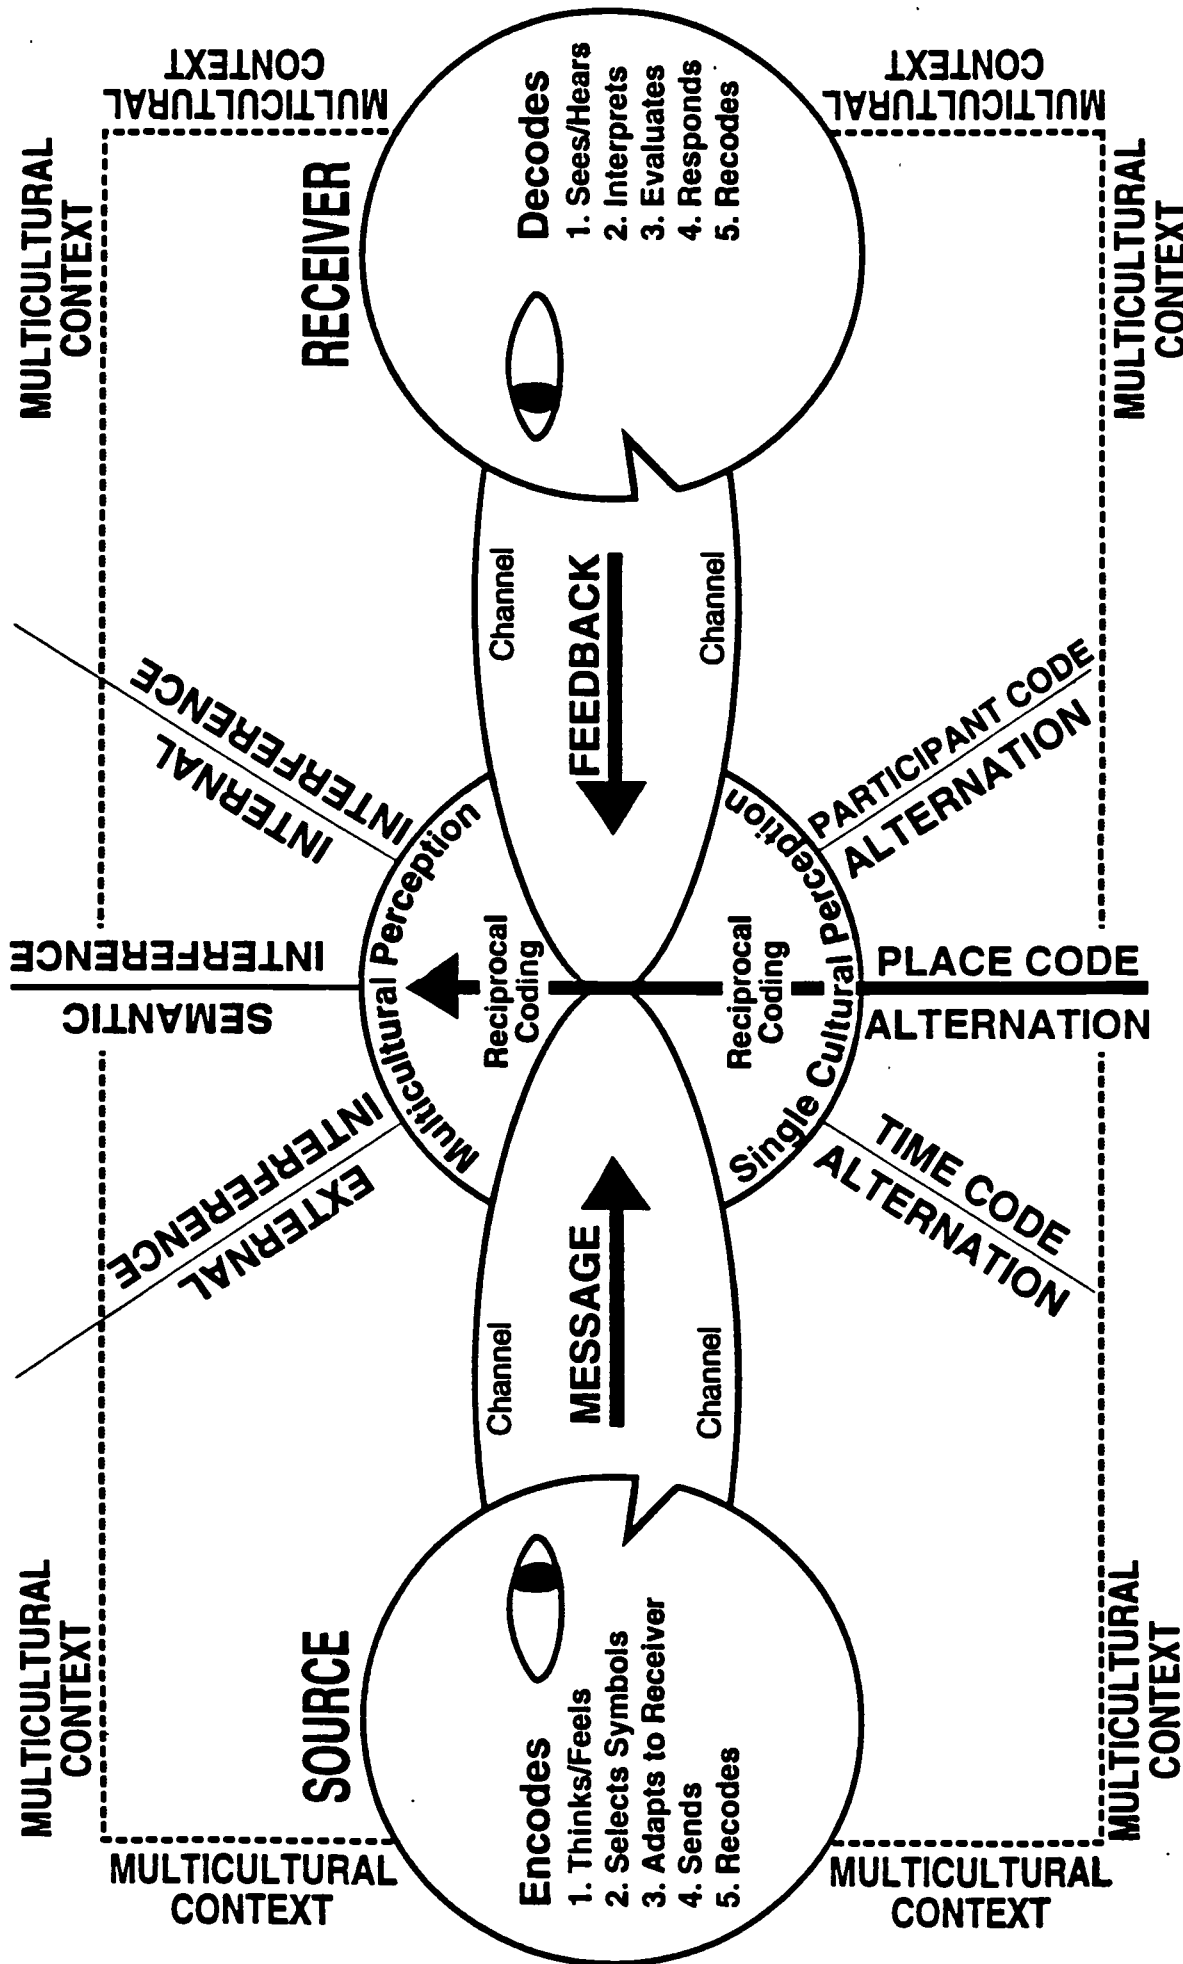 MULTICULTURAL
CONTEXT
MULTICULTURAL
CONTEXT
EXTERNAL
INTERFERENCE
SEMANTIC
INTERFERENCE
INTERNAL
INTERFERENCE
MULTICULTURAL
CONTEXT
MULTICULTURAL
CONTEXT
SOURCE
RECEIVER
Multicultural Perception
Encodes
1. Thinks/Feels
2. Selects Symbols
3. Adapts to Receiver
4. Sends
5. Recodes
Channel
MESSAGE
Channel
Reciprocal
Coding
Reciprocal
Coding
Channel
FEEDBACK
Channel
Decodes
1. Sees/Hears
2. Interprets
3. Evaluates
4. Responds
5. Recodes
Single Cultural Perception
TIME CODE
ALTERNATION
PLACE CODE
ALTERNATION
PARTICIPANT CODE
ALTERNATION
MULTICULTURAL
CONTEXT
MULTICULTURAL
CONTEXT
MULTICULTURAL
CONTEXT
MULTICULTURAL
CONTEXT